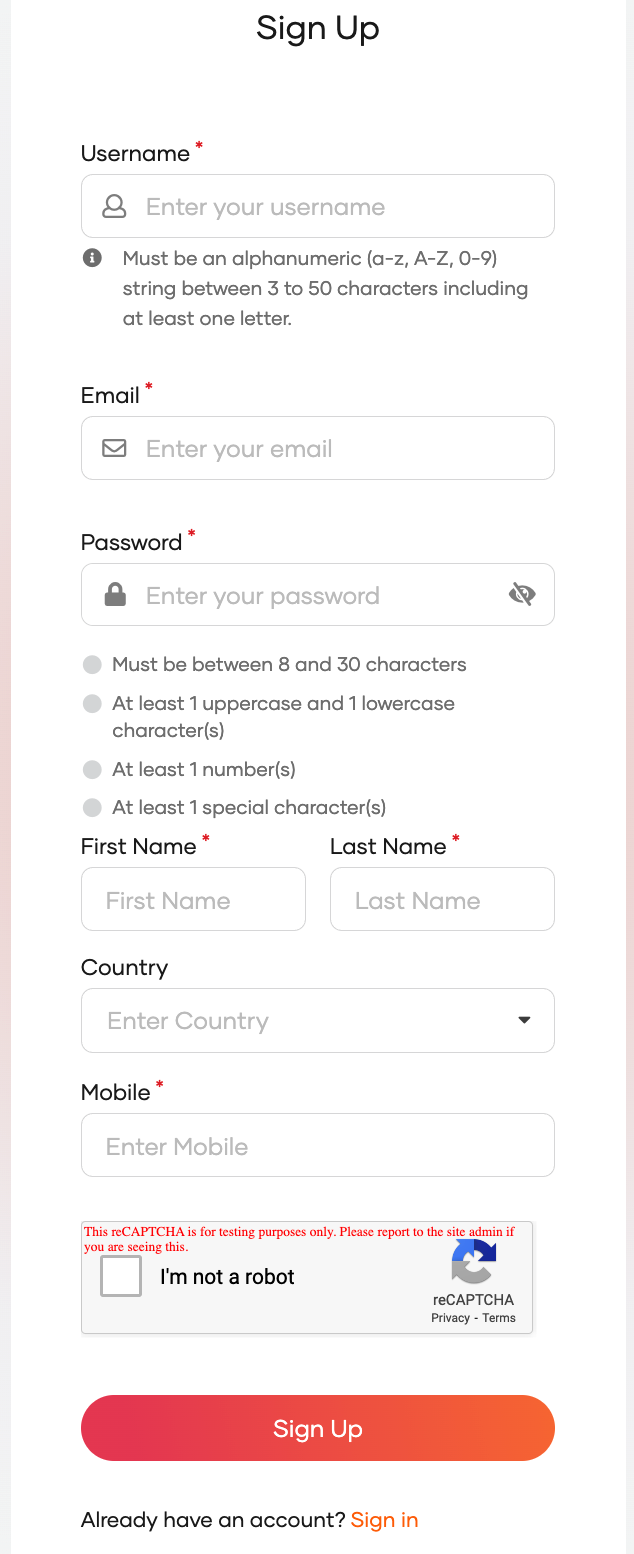 Sign Up
Username *
Enter your username
Must be an alphanumeric (a-z, A-Z, 0-9)
string between 3 to 50 characters including
at least one letter.
Email *
Enter your email
Password *
Enter your password
Must be between 8 and 30 characters
At least 1 uppercase and 1 lowercase
character(s)
At least 1 number(s)
At least 1 special character(s)
First Name * Last Name *
First Name Last Name
Country
Enter Country
Mobile *
Enter Mobile
This reCAPTCHA is for testing purposes only. Please report to the site admin if
you are seeing this.
I'm not a robot
reCAPTCHA
Privacy - Terms
Sign Up
Already have an account? Sign in